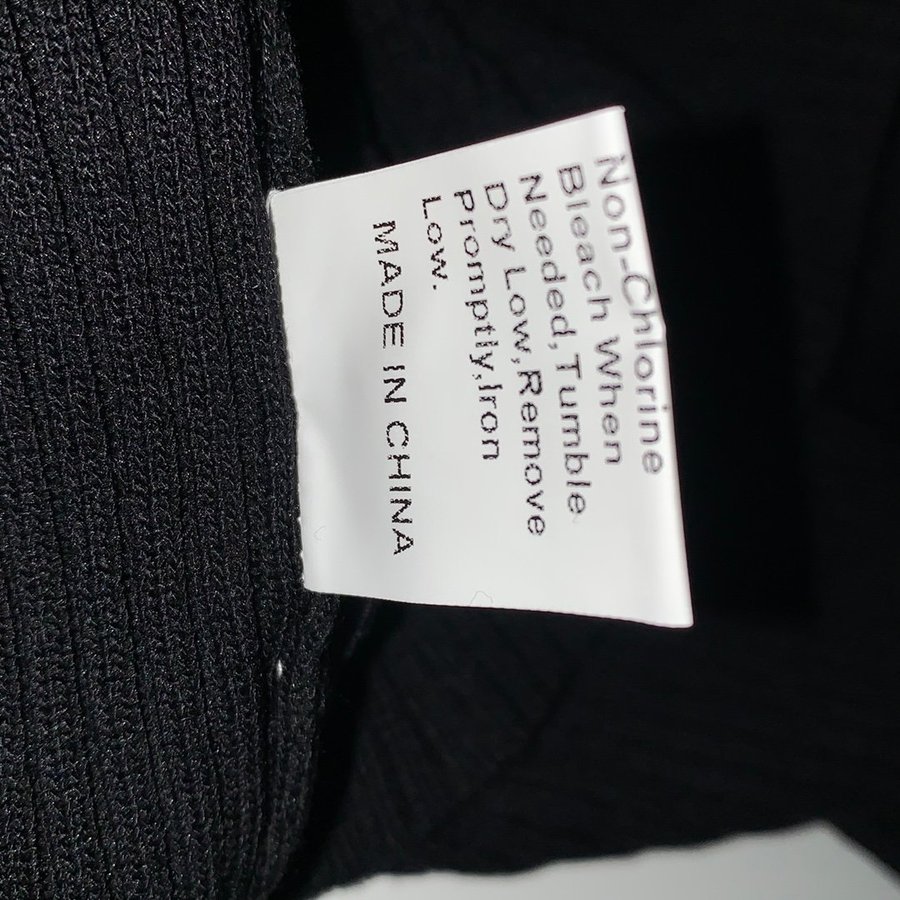 Non-Chlorine
Bleach When
Needed,Tumble
Dry Low,Remove
Promptly,Iron
Low.
MADE IN CHINA